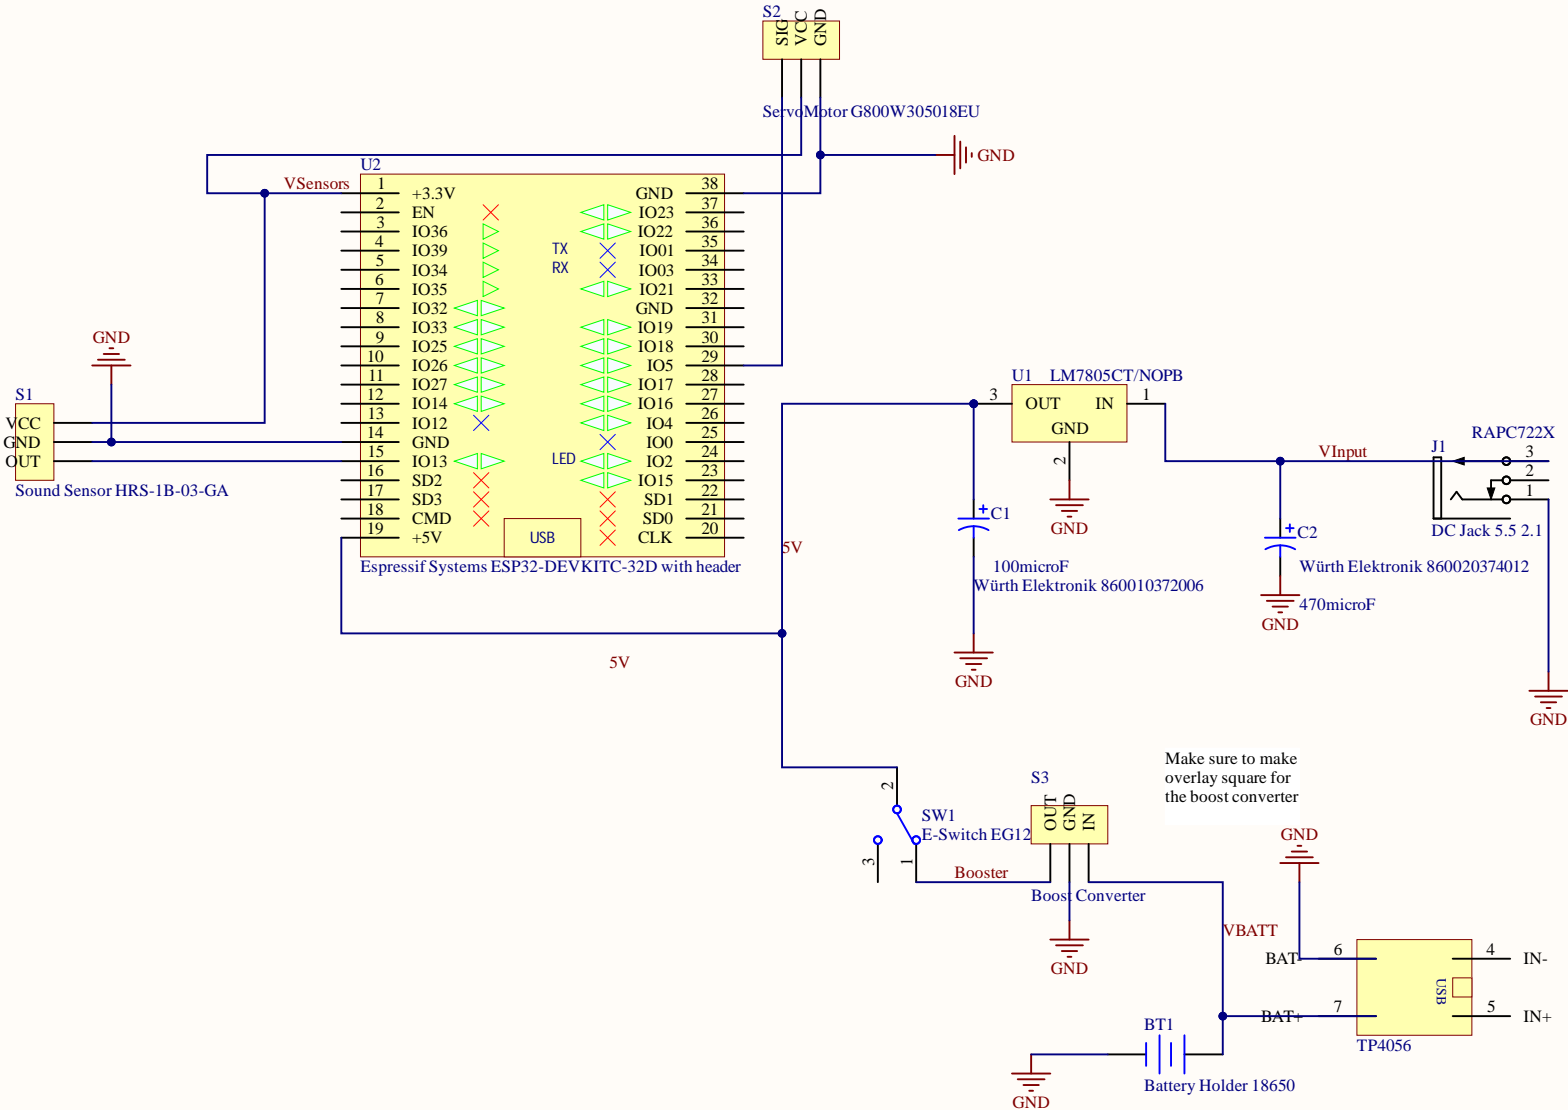 S2
SIG
VCC
GND
ServoMotor G800W305018EU
GND
U2
VSensors
1 +3.3V
2 EN
3 IO36
4 IO39
5 IO34
6 IO35
7 IO32
8 IO33
9 IO25
10 IO26
11 IO27
12 IO14
13 IO12
14 GND
15 IO13
16 SD2
17 SD3
18 CMD
19 +5V
GND 38
IO23 37
IO22 36
TX IO01 35
RX IO03 34
IO21 33
GND 32
IO19 31
IO18 30
IO5 29
IO17 28
IO16 27
IO4 26
IO0 25
LED IO2 24
IO15 23
SD1 22
SD0 21
CLK 20
USB
Espressif Systems ESP32-DEVKITC-32D with header
GND
S1
VCC
GND
OUT
Sound Sensor HRS-1B-03-GA
U1 LM7805CT/NOPB
3 OUT IN 1
GND
2
GND
RAPC722X
J1
VInput
3
2
1
DC Jack 5.5 2.1
GND
C1
100microF
Würth Elektronik 860010372006
GND
C2
Würth Elektronik 860020374012
470microF
GND
5V
5V
Make sure to make
overlay square for
the boost converter
S3
OUT
GND
IN
Boost Converter
GND
2
SW1
E-Switch EG12
3
1
Booster
VBATT
GND
BAT- 6
BAT+ 7
4 IN-
5 IN+
USB
TP4056
BT1
Battery Holder 18650
GND